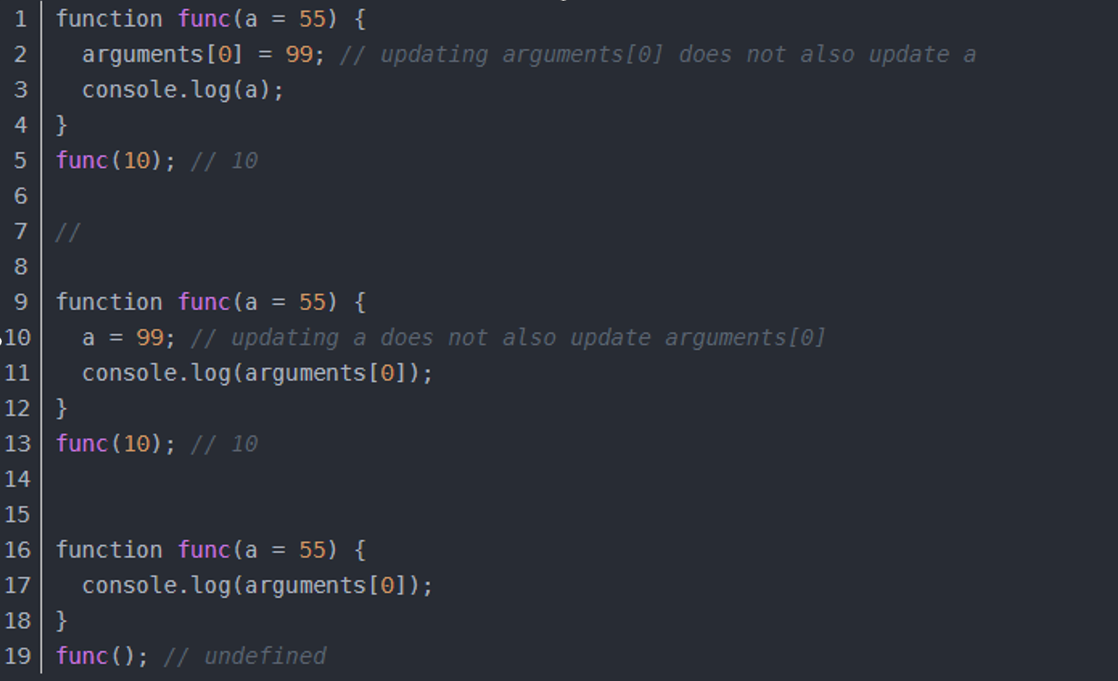 1 function func(a = 55) {
2   arguments[0] = 99; // updating arguments[0] does not also update a
3   console.log(a);
4 }
5 func(10); // 10
6
7 //
8
9 function func(a = 55) {
10   a = 99; // updating a does not also update arguments[0]
11   console.log(arguments[0]);
12 }
13 func(10); // 10
14
15
16 function func(a = 55) {
17   console.log(arguments[0]);
18 }
19 func(); // undefined